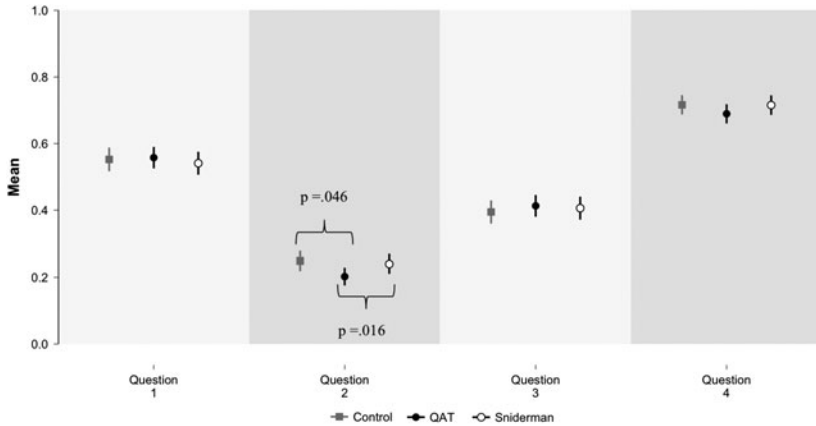 1.0
0.8
0.6
0.4
0.2
0.0
Mean
p =.046
p =.016
Question
1
Question
2
Question
3
Question
4
Control QAT Sniderman